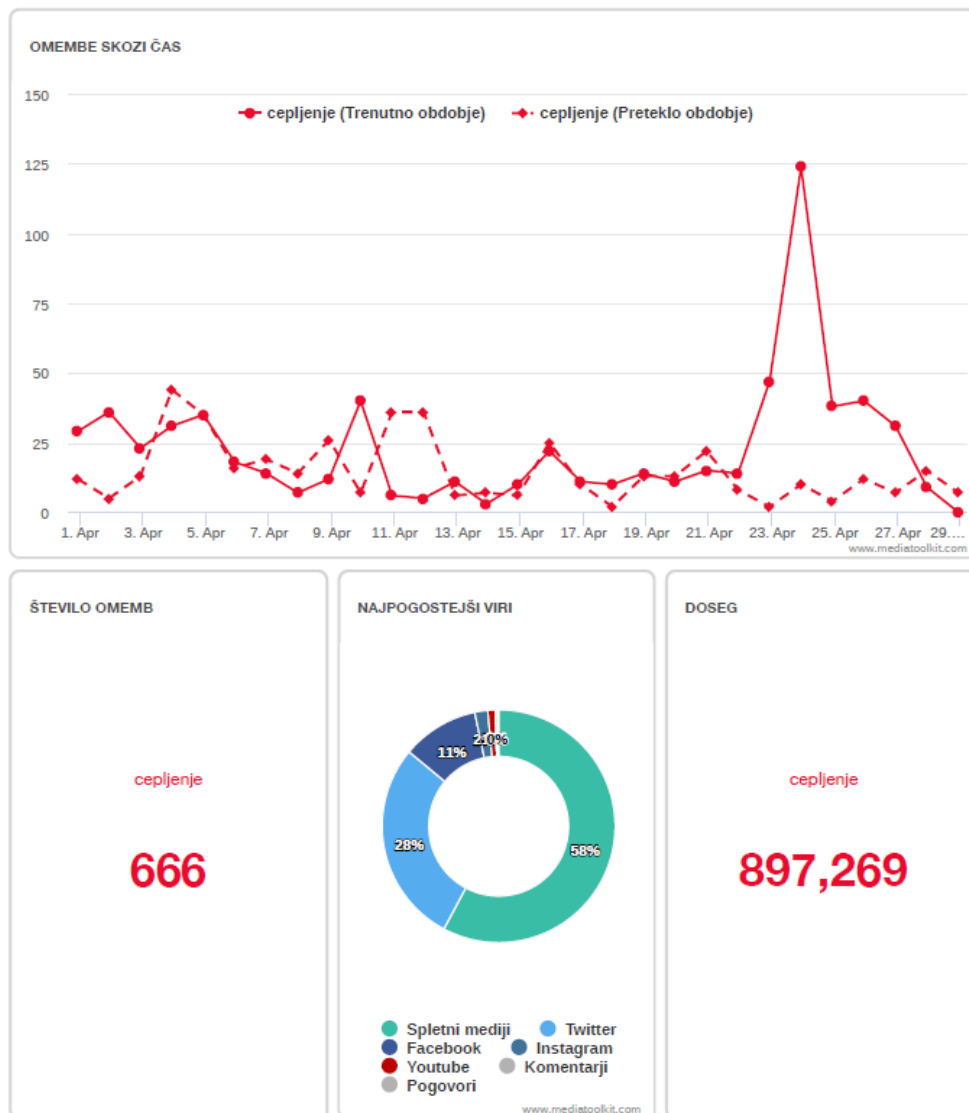 OMEMBE SKOZI ČAS
150
cepljenje (Trenutno obdobje) cepljenje (Preteklo obdobje)
125
100
75
50
25
0
1. Apr 3. Apr 5. Apr 7. Apr 9. Apr 11. Apr 13. Apr 15. Apr 17. Apr 19. Apr 21. Apr 23. Apr 25. Apr 27. Apr 29....
www.mediatoolkit.com
ŠTEVILO OMEMB
cepljenje
666
NAJPOGOSTEJŠI VIRI
11%
28%
58%
Spletni mediji Twitter
Facebook Instagram
Youtube Komentarji
Pogovori
www.mediatoolkit.com
DOSEG
cepljenje
897,269